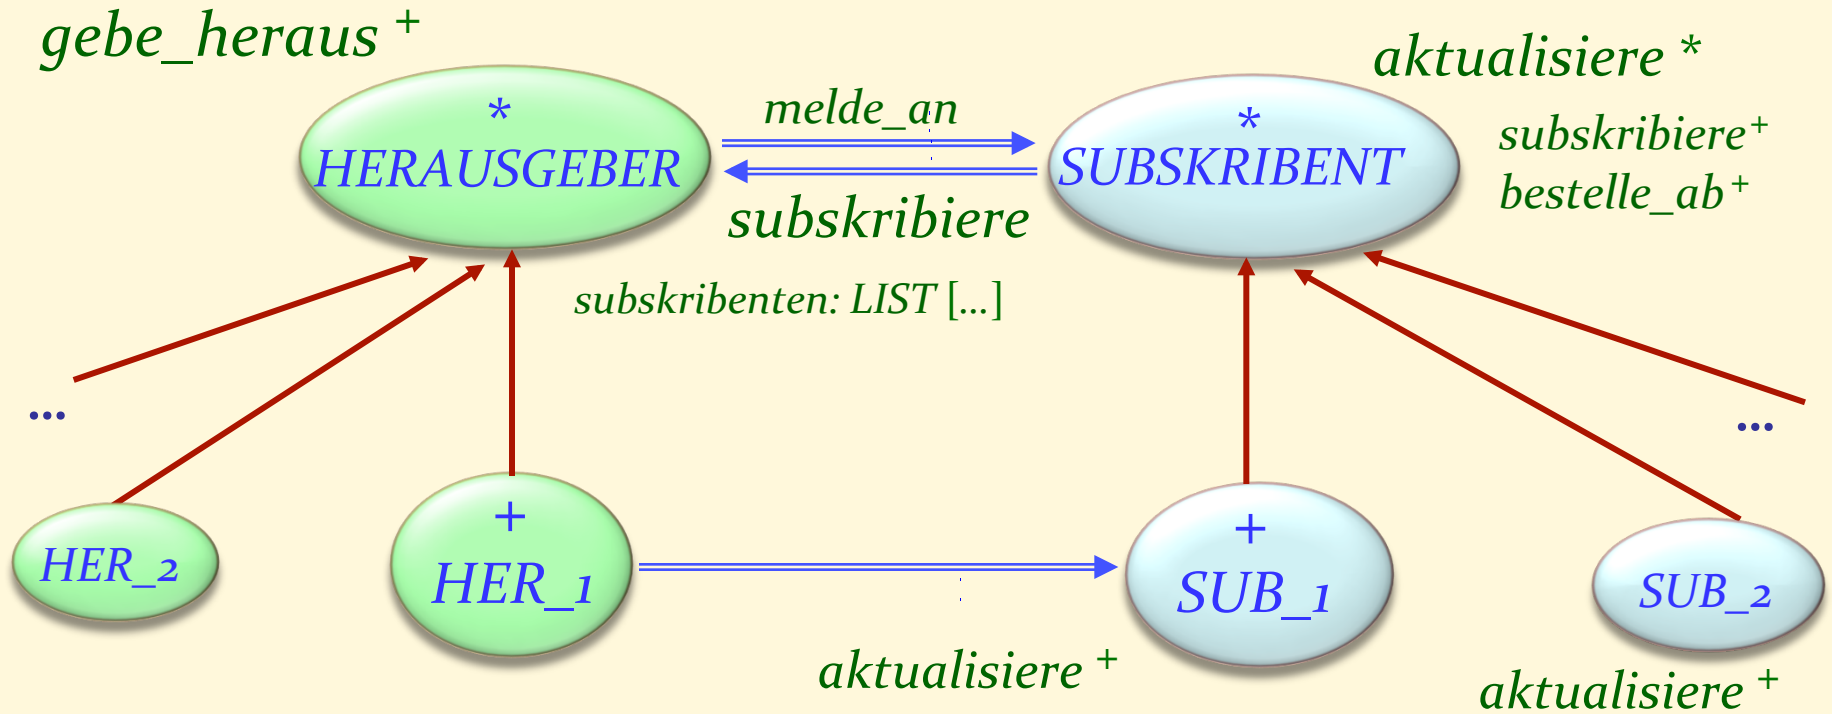 gebe_heraus +
aktualisiere *
*
HERAUSGEBER
melde_an
*
SUBSKRIBENT
subskribiere+
bestelle_ab+
subskribiere
subskribenten: LIST [...]
...
...
HER_2
+
HER_1
+
SUB_1
SUB_2
aktualisiere +
aktualisiere +